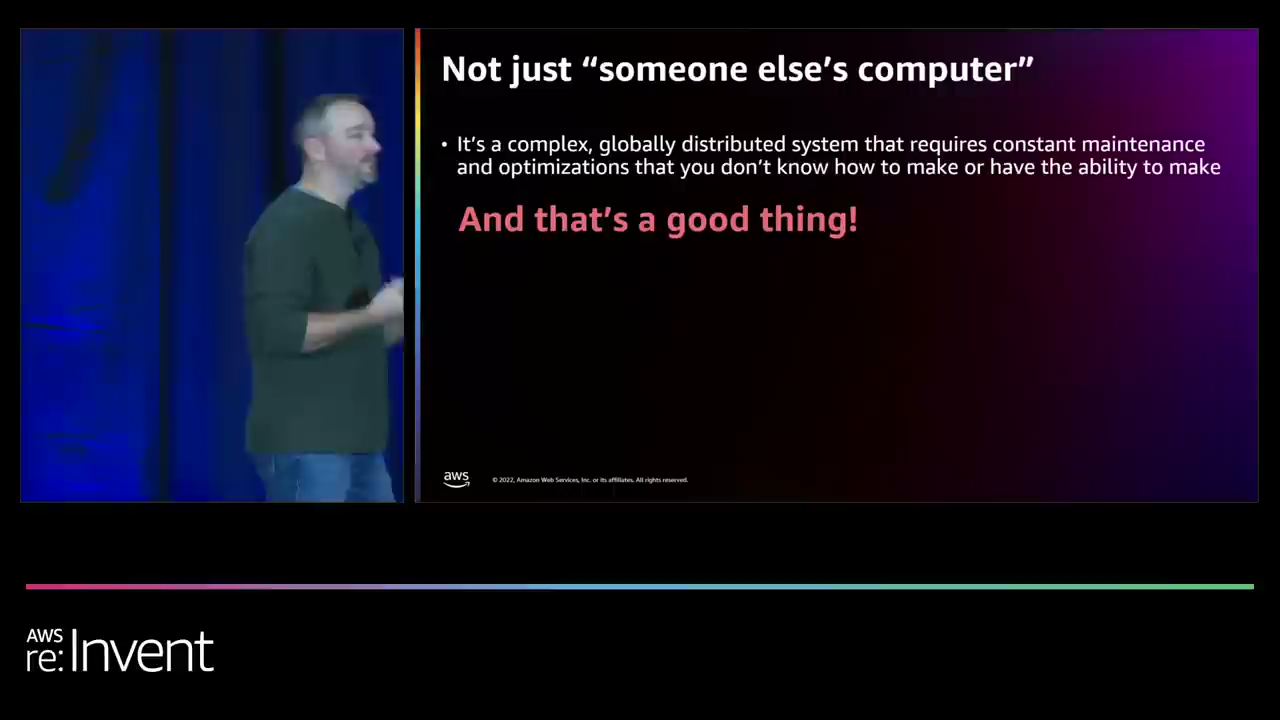 Not just “someone else’s computer”
• It’s a complex, globally distributed system that requires constant maintenance
and optimizations that you don’t know how to make or have the ability to make
And that’s a good thing!
aws
© 2022, Amazon Web Services, Inc. or its affiliates. All rights reserved.
AWS
re:Invent